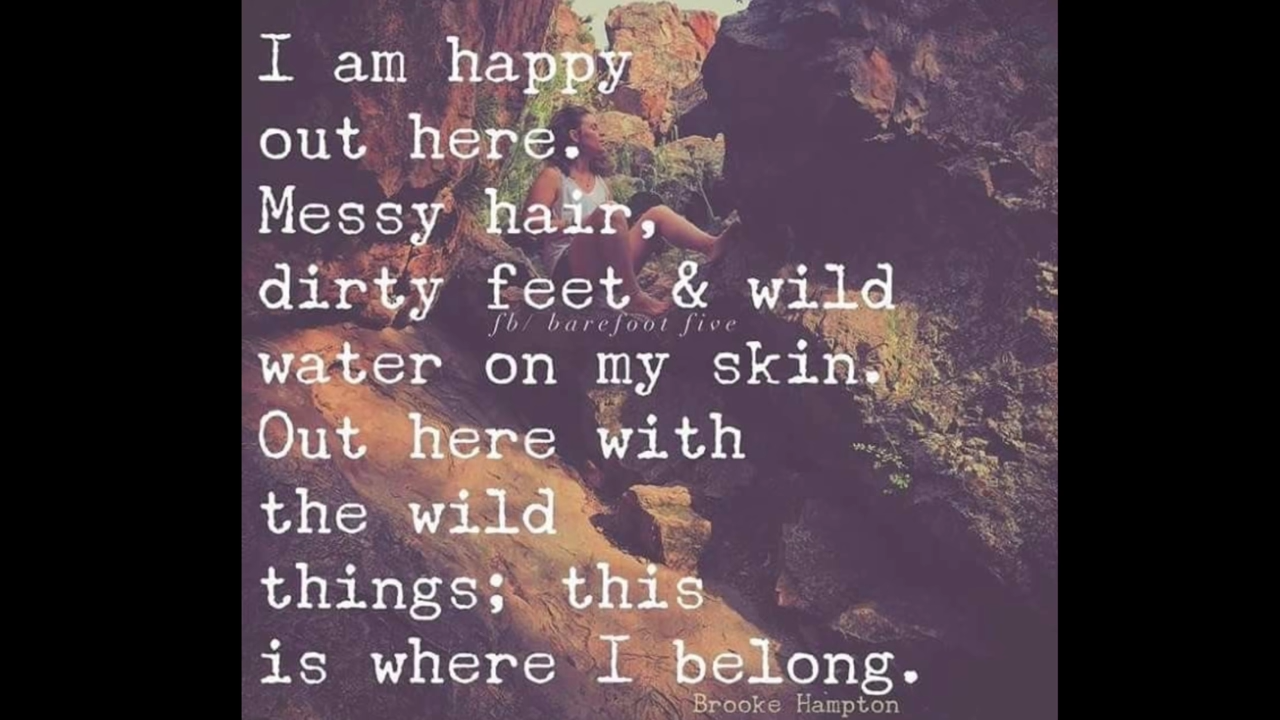 I am happy
out here.
Messy hair,
dirty feet & wild
fb/ barefoot five
water on my skin.
Out here with
the wild
things; this
is where I belong.
Brooke Hampton